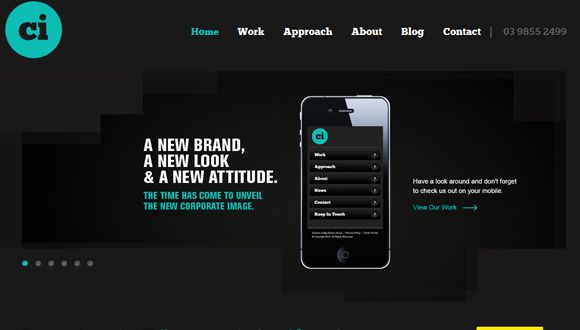 ci
Home Work Approach About Blog Contact | 03 9855 2499
A NEW BRAND,
A NEW LOOK
& A NEW ATTITUDE.
THE TIME HAS COME TO UNVEIL
THE NEW CORPORATE IMAGE.
ci
Work
Approach
About
News
Contact
Keep In Touch
Have a look around and don't forget
to check us out on your mobile.
View Our Work